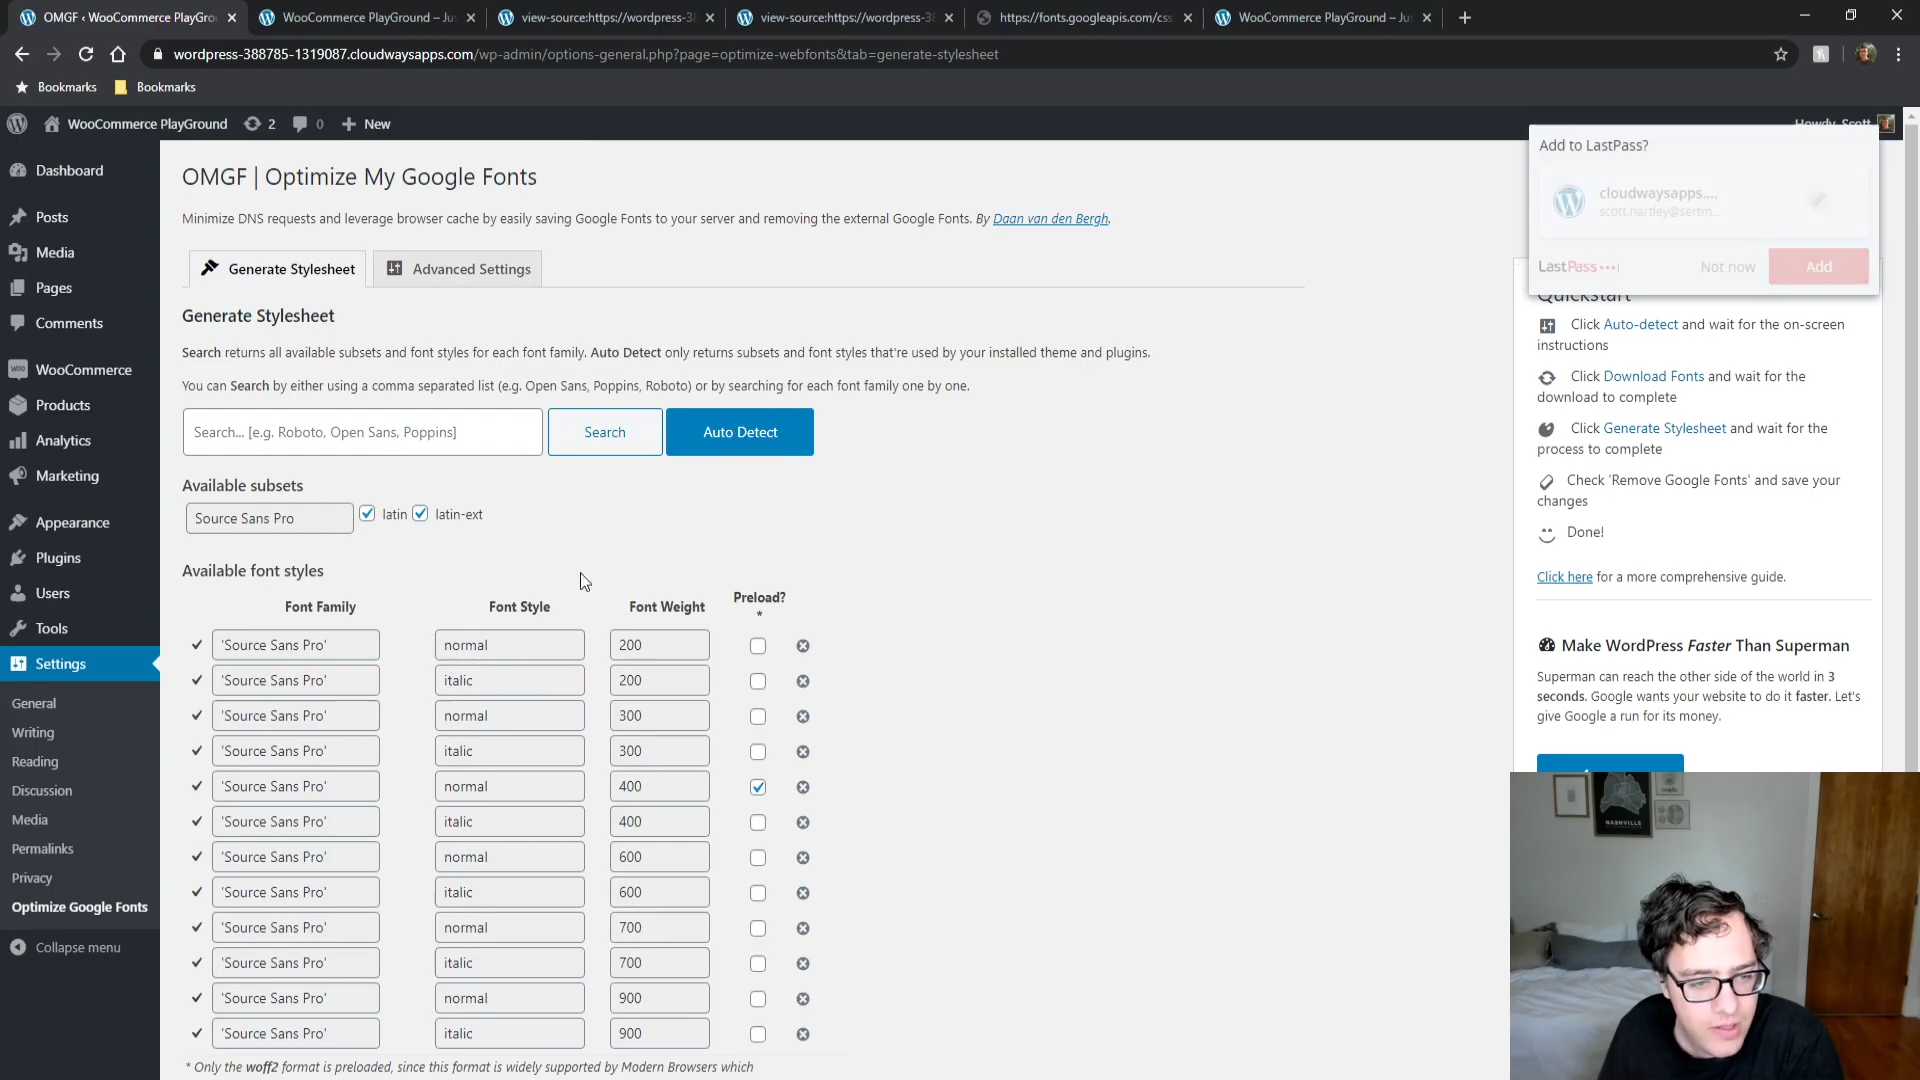 OMGF ‹ WooCommerce PlayGro
WooCommerce PlayGround – Ju
view-source:https://wordpress-38
view-source:https://wordpress-38
https://fonts.googleapis.com/css
WooCommerce PlayGround – Jus
wordpress-388785-1319087.cloudwaysapps.com/wp-admin/options-general.php?page=optimize-webfonts&tab=generate-stylesheet
Bookmarks
Bookmarks
WooCommerce PlayGround
2
0
New
Howdy, Scott
Dashboard
Posts
Media
Pages
Comments
WooCommerce
Products
Analytics
Marketing
Appearance
Plugins
Users
Tools
Settings
General
Writing
Reading
Discussion
Media
Permalinks
Privacy
Optimize Google Fonts
Collapse menu
OMGF | Optimize My Google Fonts
Minimize DNS requests and leverage browser cache by easily saving Google Fonts to your server and removing the external Google Fonts. By Daan van den Bergh.
Generate Stylesheet
Advanced Settings
Generate Stylesheet
Search returns all available subsets and font styles for each font family. Auto Detect only returns subsets and font styles that're used by your installed theme and plugins.
You can Search by either using a comma separated list (e.g. Open Sans, Poppins, Roboto) or by searching for each font family one by one.
Search... [e.g. Roboto, Open Sans, Poppins]
Search
Auto Detect
Available subsets
Source Sans Pro
latin
latin-ext
Available font styles
Font Family Font Style Font Weight Preload? *
'Source Sans Pro' normal 200
'Source Sans Pro' italic 200
'Source Sans Pro' normal 300
'Source Sans Pro' italic 300
'Source Sans Pro' normal 400
'Source Sans Pro' italic 400
'Source Sans Pro' normal 600
'Source Sans Pro' italic 600
'Source Sans Pro' normal 700
'Source Sans Pro' italic 700
'Source Sans Pro' normal 900
'Source Sans Pro' italic 900
* Only the woff2 format is preloaded, since this format is widely supported by Modern Browsers which
Add to LastPass?
cloudwaysapps....
scott.hartley@sertm...
LastPass
Not now
Add
Quickstart
Click Auto-detect and wait for the on-screen
instructions
Click Download Fonts and wait for the
download to complete
Click Generate Stylesheet and wait for the
process to complete
Check 'Remove Google Fonts' and save your
changes
Done!
Click here for a more comprehensive guide.
Make WordPress Faster Than Superman
Superman can reach the other side of the world in 3
seconds. Google wants your website to do it faster. Let's
give Google a run for its money.
NASHVILLE